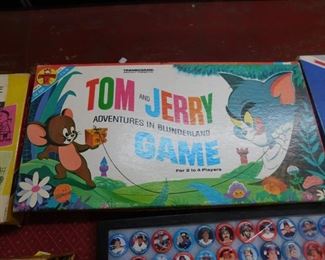 TRANSOGRAM
TOM AND JERRY
ADVENTURES IN BLUNDERLAND
GAME
For 2 to 4 Players